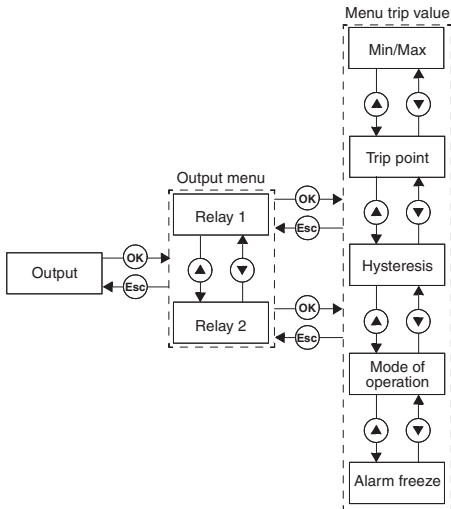 Menu trip value
Min/Max
Trip point
Output menu
OK
Relay 1
Esc
OK
Output
Esc
Hysteresis
OK
Relay 2
Esc
Mode of
operation
Alarm freeze